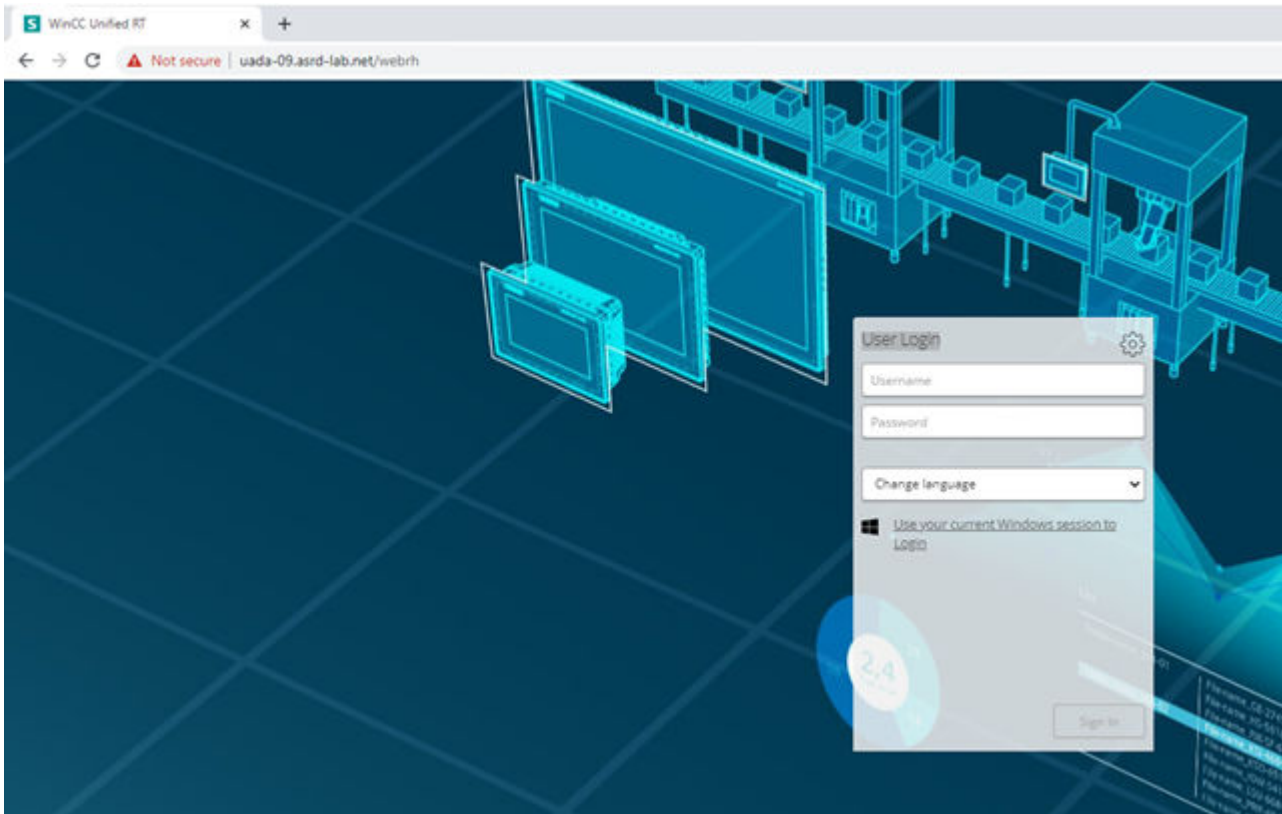 S WinCC Unified RT
Not secure | uada-09.asrd-lab.net/webrh
User Login
Username
Password
Change language
Use your current Windows session to
Login
2,4
Sign In